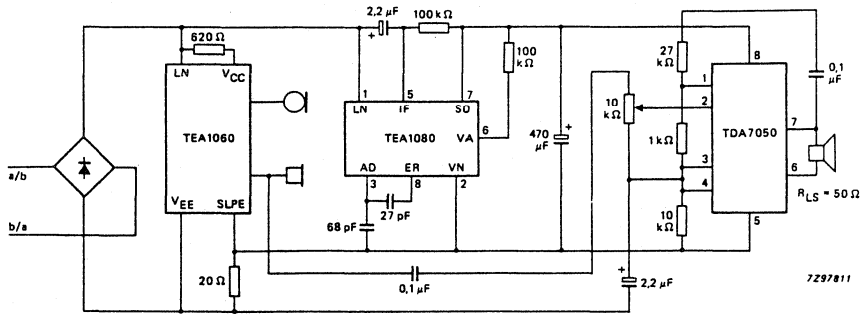 2,2 µF
100 kΩ
620 Ω
LN
VCC
TEA1060
VEE
SLPE
a/b
b/a
20 Ω
1
5
7
LN
IF
SO
TEA1080
VA
6
AD
ER
VN
3
8
2
27 pF
68 pF
0,1 µF
100
kΩ
470
µF
+
+
10
kΩ
+
2,2 µF
27
kΩ
1 kΩ
10
kΩ
8
1
2
3
4
5
TDA7050
7
6
0,1
µF
RLS = 50 Ω
7Z97811